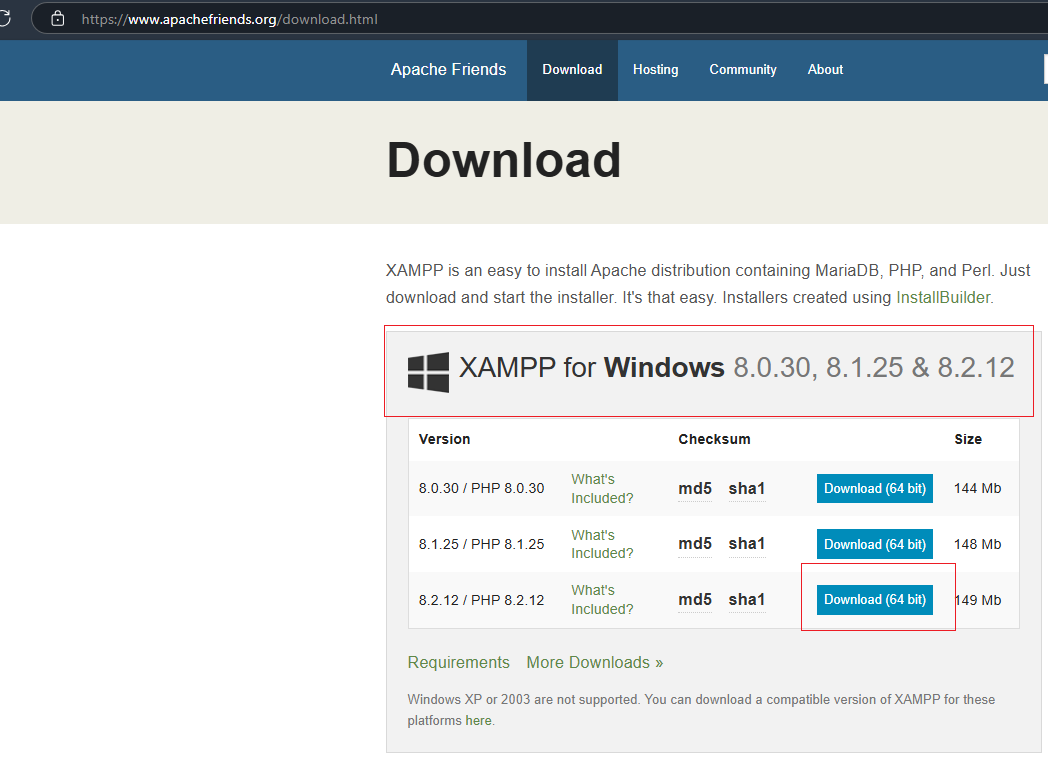 https://www.apachefriends.org/download.html
Apache Friends Download Hosting Community About
Download
XAMPP is an easy to install Apache distribution containing MariaDB, PHP, and Perl. Just
download and start the installer. It's that easy. Installers created using InstallBuilder.
XAMPP for Windows 8.0.30, 8.1.25 & 8.2.12
Version Checksum Size
8.0.30 / PHP 8.0.30 What's Included? md5 sha1 Download (64 bit) 144 Mb
8.1.25 / PHP 8.1.25 What's Included? md5 sha1 Download (64 bit) 148 Mb
8.2.12 / PHP 8.2.12 What's Included? md5 sha1 Download (64 bit) 149 Mb
Requirements More Downloads »
Windows XP or 2003 are not supported. You can download a compatible version of XAMPP for these
platforms here.